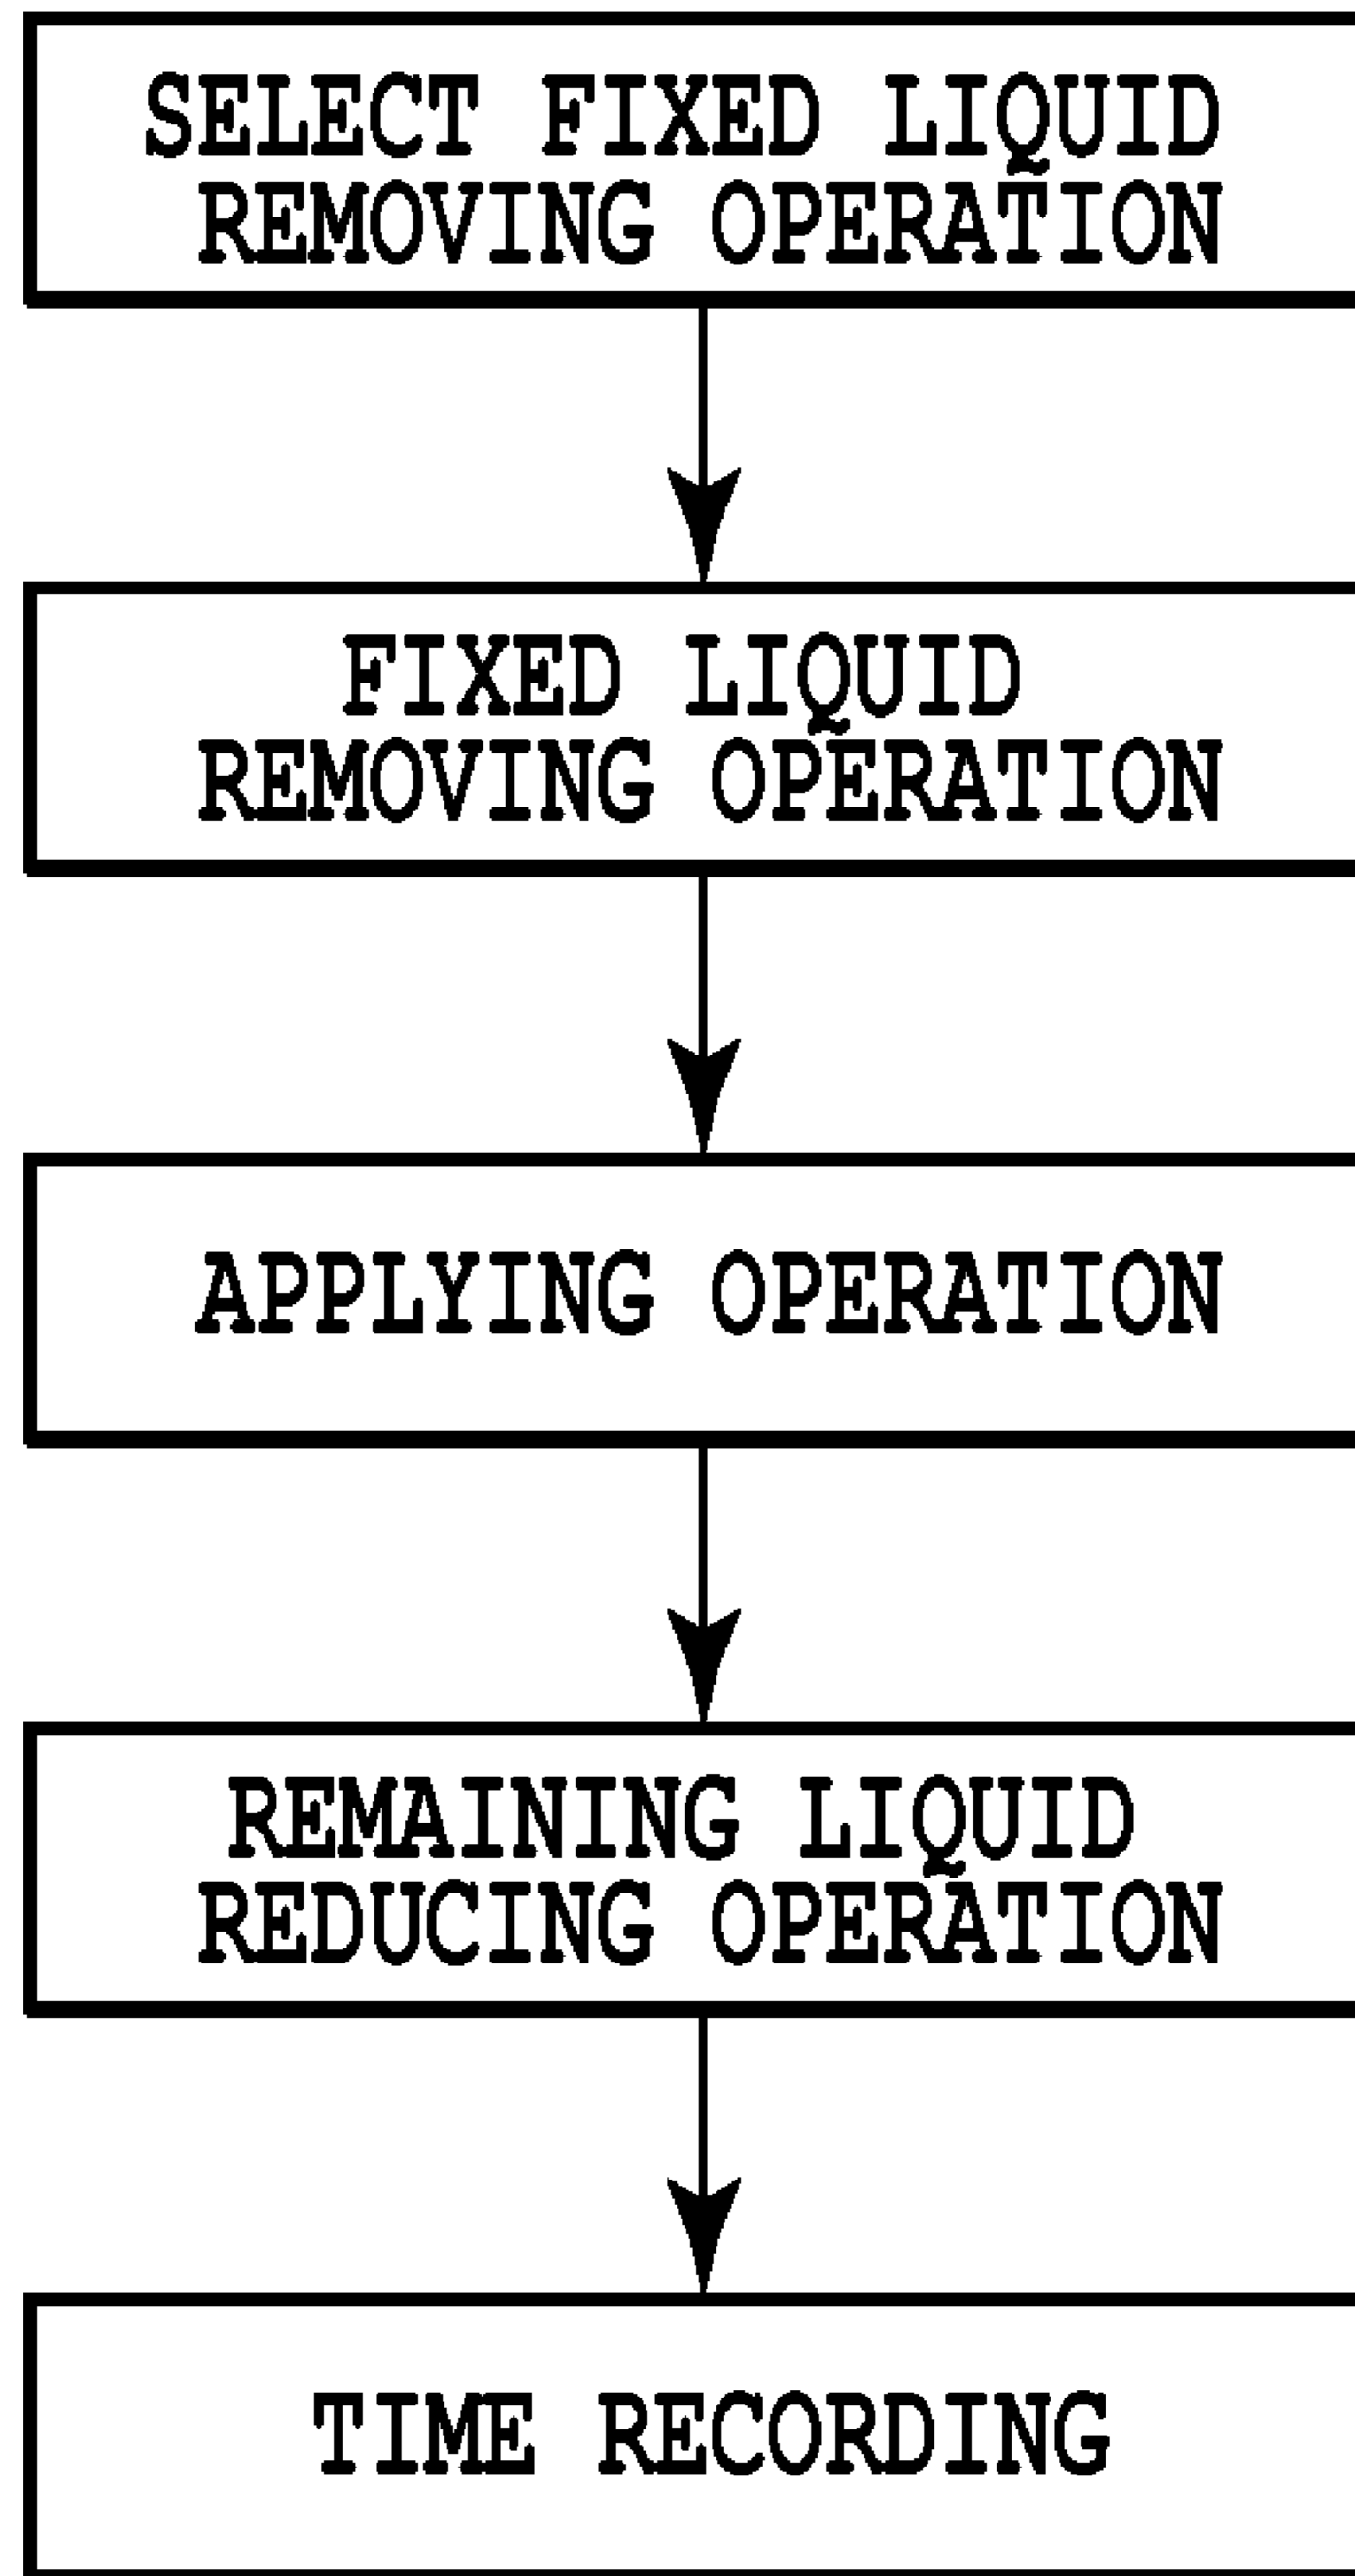 SELECT FIXED LIQUID
REMOVING OPERATION
FIXED LIQUID
REMOVING OPERATION
APPLYING OPERATION
REMAINING LIQUID
REDUCING OPERATION
TIME RECORDING